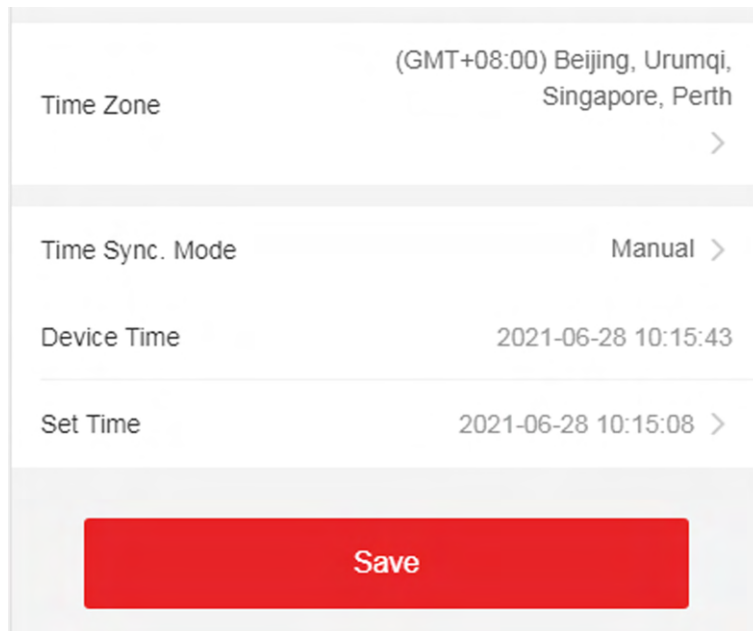 (GMT+08:00) Beijing, Urumqi,
Time Zone Singapore, Perth
Time Sync. Mode Manual
Device Time 2021-06-28 10:15:43
Set Time 2021-06-28 10:15:08
Save